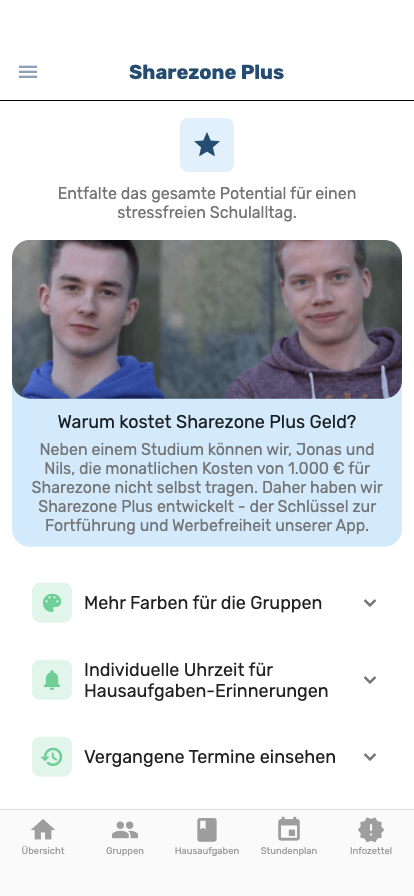 Sharezone Plus
Entfalte das gesamte Potential für einen
stressfreien Schulalltag.
Warum kostet Sharezone Plus Geld?
Neben einem Studium können wir, Jonas und
Nils, die monatlichen Kosten von 1.000 € für
Sharezone nicht selbst tragen. Daher haben wir
Sharezone Plus entwickelt - der Schlüssel zur
Fortführung und Werbefreiheit unserer App.
Mehr Farben für die Gruppen
Individuelle Uhrzeit für
Hausaufgaben-Erinnerungen
Vergangene Termine einsehen
Übersicht Gruppen Hausaufgaben Stundenplan Infozettel